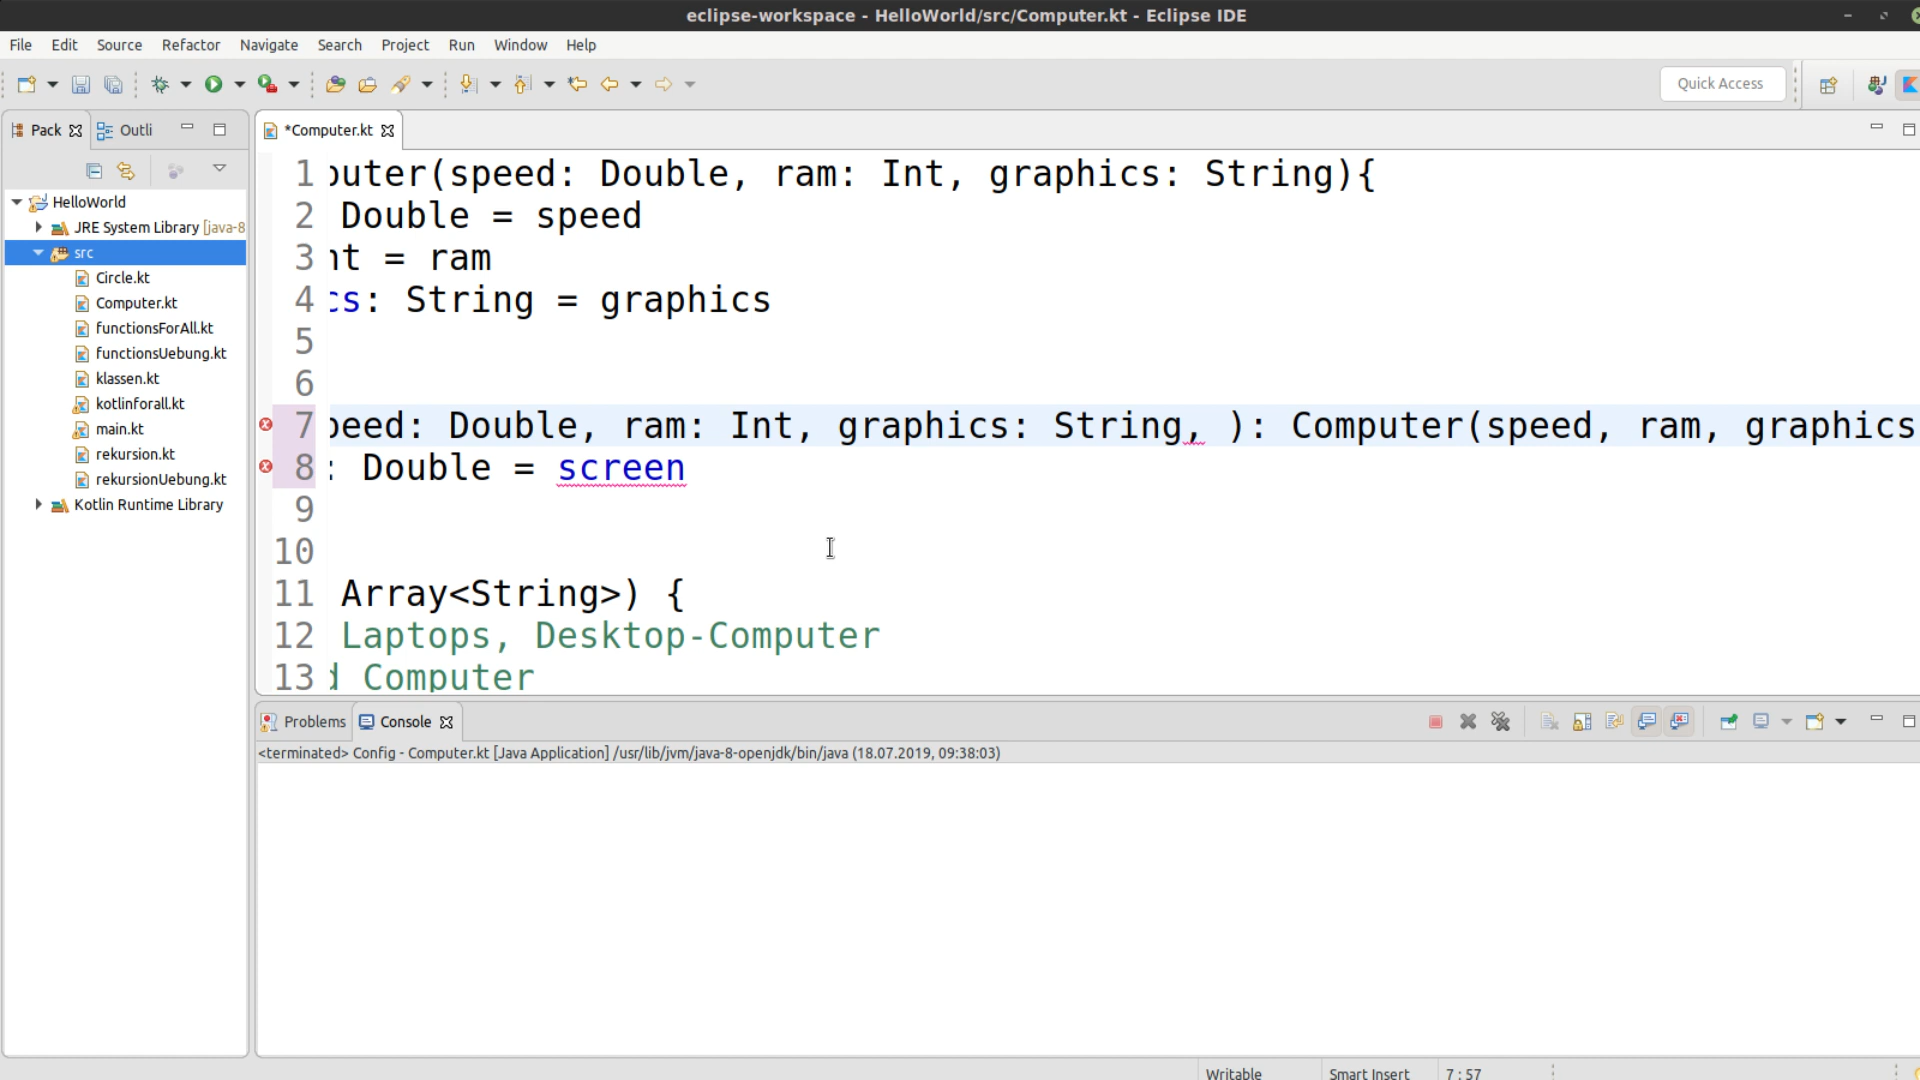 eclipse-workspace - HelloWorld/src/Computer.kt - Eclipse IDE
File Edit Source Refactor Navigate Search Project Run Window Help
Quick Access
Pack Outli
*Computer.kt
HelloWorld
JRE System Library [java-8
src
Circle.kt
Computer.kt
functionsForAll.kt
functionsUebung.kt
klassen.kt
kotlinforall.kt
main.kt
rekursion.kt
rekursionUebung.kt
Kotlin Runtime Library
1 puter(speed: Double, ram: Int, graphics: String){
2 Double = speed
3 nt = ram
4 cs: String = graphics
5
6
7 peed: Double, ram: Int, graphics: String, ): Computer(speed, ram, graphics
8 : Double = screen
9
10
11 Array<String>) {
12 Laptops, Desktop-Computer
13 d Computer
Problems Console
<terminated> Config - Computer.kt [Java Application] /usr/lib/jvm/java-8-openjdk/bin/java (18.07.2019, 09:38:03)
Writable Smart Insert 7 : 57